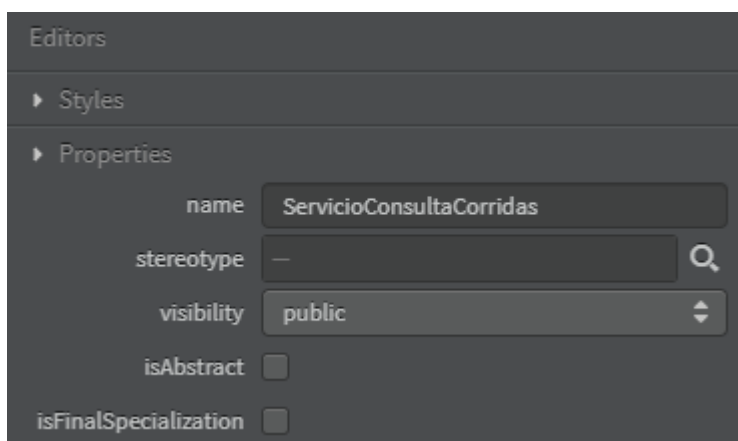 Editors
Styles
Properties
name ServicioConsultaCorridas
stereotype —
visibility public
isAbstract
isFinalSpecialization